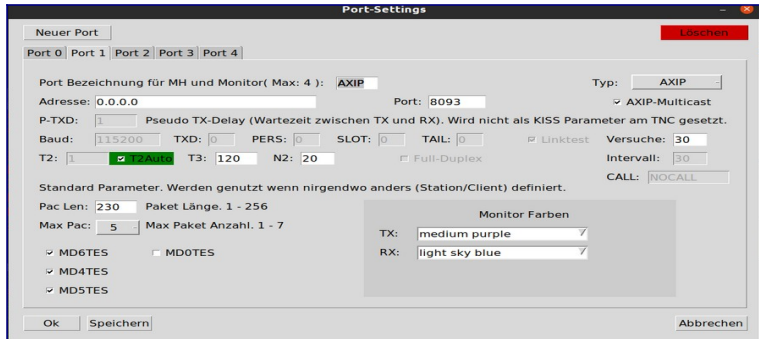 Port-Settings
Neuer Port
Löschen
Port 0 Port 1 Port 2 Port 3 Port 4
Port Bezeichnung für MH und Monitor( Max: 4 ): AXIP Typ: AXIP
Adresse: 0.0.0.0 Port: 8093 AXIP-Multicast
P-TXD: 1 Pseudo TX-Delay (Wartezeit zwischen TX und RX). Wird nicht als KISS Parameter am TNC gesetzt.
Baud: 115200 TXD: 0 PERS: 0 SLOT: 0 TAIL: 0 Linktest Versuche: 30
T2: 1 T2Auto T3: 120 N2: 20 Full-Duplex Intervall: 30
CALL: NOCALL
Standard Parameter. Werden genutzt wenn nirgendwo anders (Station/Client) definiert.
Pac Len: 230 Paket Länge. 1 - 256
Monitor Farben
Max Pac: 5 Max Paket Anzahl. 1 - 7
TX: medium purple
RX: light sky blue
MD6TES MD0TES
MD4TES
MD5TES
Ok Speichern Abbrechen